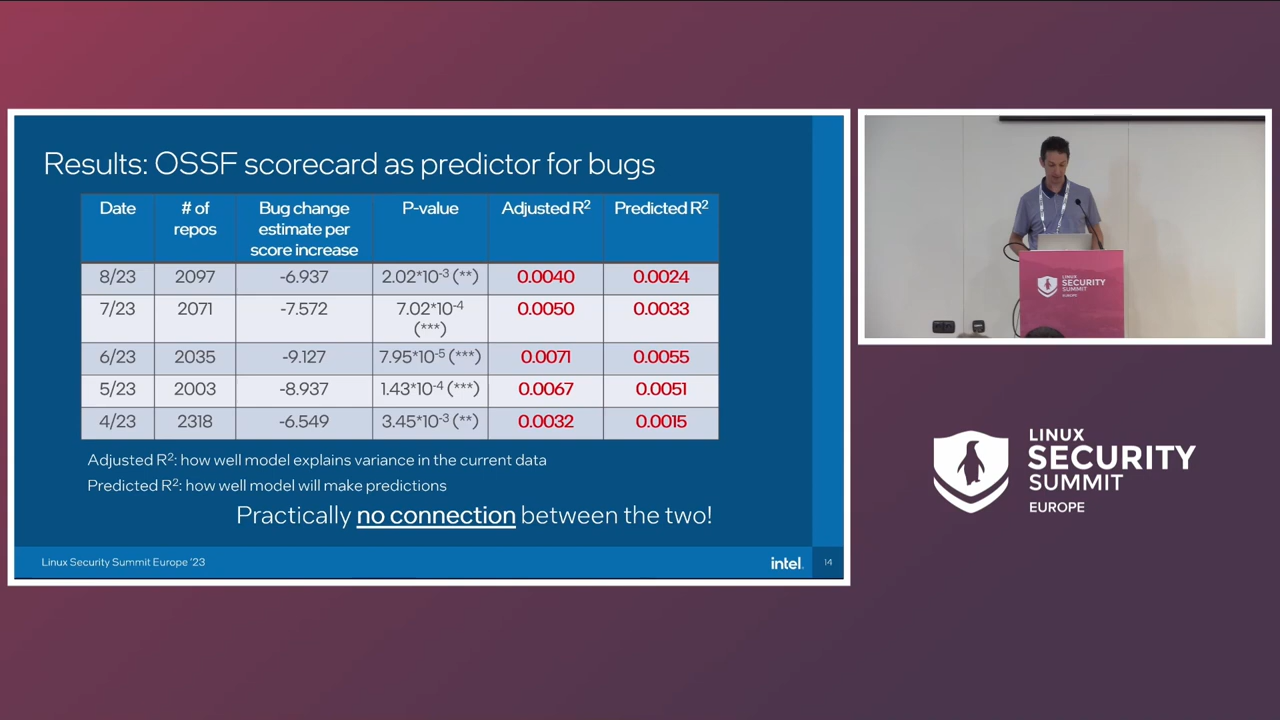 Results: OSSF scorecard as predictor for bugs
Date # of repos Bug change estimate per score increase P-value Adjusted R² Predicted R²
8/23 2097 -6.937 2.02*10⁻³ (**) 0.0040 0.0024
7/23 2071 -7.572 7.02*10⁻⁴ (***) 0.0050 0.0033
6/23 2035 -9.127 7.95*10⁻⁵ (***) 0.0071 0.0055
5/23 2003 -8.937 1.43*10⁻⁴ (***) 0.0067 0.0051
4/23 2318 -6.549 3.45*10⁻³ (**) 0.0032 0.0015
Adjusted R²: how well model explains variance in the current data
Predicted R²: how well model will make predictions
Practically no connection between the two!
Linux Security Summit Europe '23
intel.
14
LINUX
SECURITY
SUMMIT
EUROPE
LINUX
SECURITY
SUMMIT
EUROPE